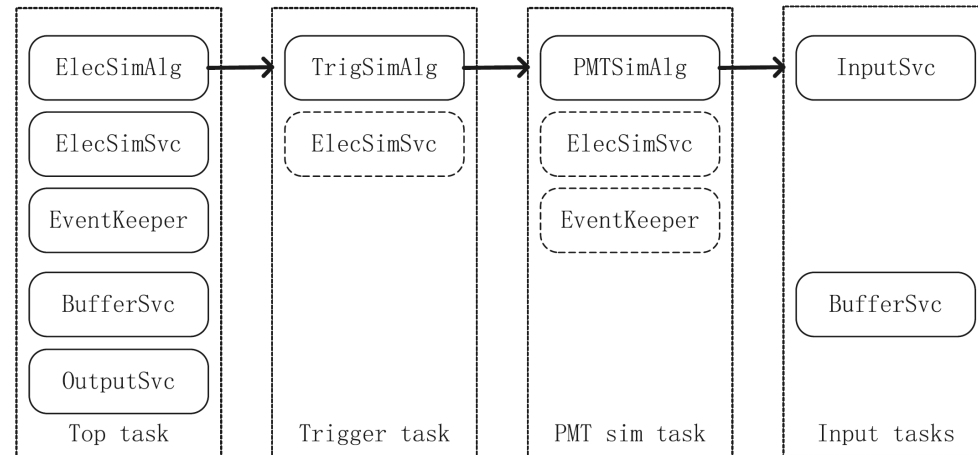 ElecSimAlg
TrigSimAlg
PMTSimAlg
InputSvc
ElecSimSvc
ElecSimSvc
ElecSimSvc
EventKeeper
EventKeeper
BufferSvc
BufferSvc
OutputSvc
Top task
Trigger task
PMT sim task
Input tasks